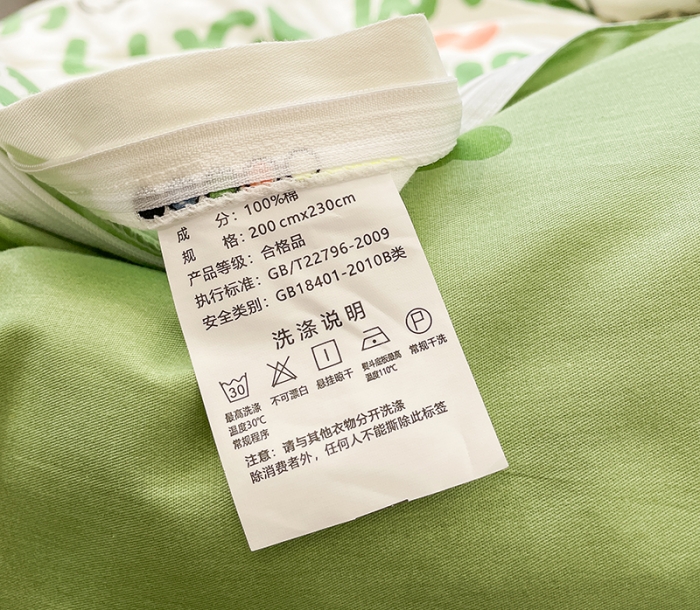 成 分：100%棉
规 格：200 cmx230cm
产品等级：合格品
执行标准：GB/T22796-2009
安全类别：GB18401-2010B类
洗涤说明
30
P
最高洗涤
温度30℃
常规程序
不可漂白
悬挂晾干
熨斗底板最高
温度110℃
常规干洗
注意：请与其他衣物分开洗涤
除消费者外，任何人不能撕除此标签